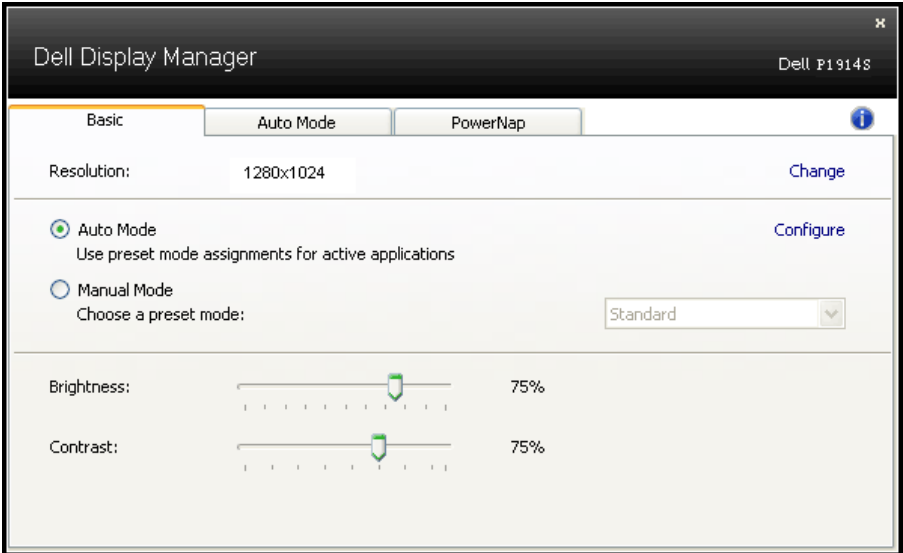 x
Dell Display Manager
Dell P1914S
Basic
Auto Mode
PowerNap
i
Resolution:
1280x1024
Change
Auto Mode
Configure
Use preset mode assignments for active applications
Manual Mode
Choose a preset mode:
Standard
Brightness:
75%
Contrast:
75%